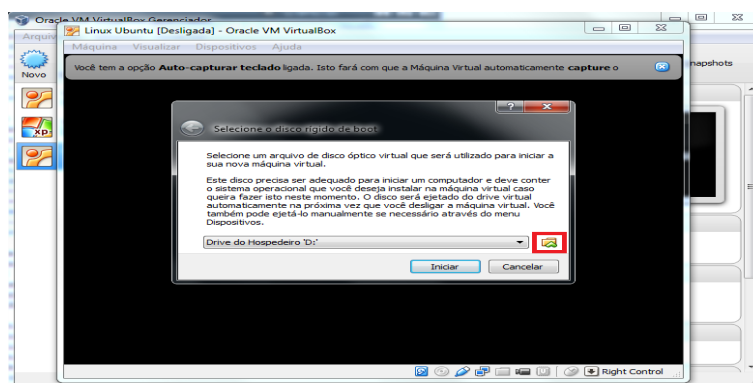 Oracle VM VirtualBox Gerenciador
Linux Ubuntu [Desligada] - Oracle VM VirtualBox
Máquina Visualizar Dispositivos Ajuda
Você tem a opção Auto-capturar teclado ligada. Isto fará com que a Máquina Virtual automaticamente capture o
napshots
Novo
XP
Selecione o disco rígido de boot
Selecione um arquivo de disco óptico virtual que será utilizado para iniciar a
sua nova máquina virtual.
Este disco precisa ser adequado para iniciar um computador e deve conter
o sistema operacional que você deseja instalar na máquina virtual caso
queira fazer isto neste momento. O disco será ejetado do drive virtual
automaticamente na próxima vez que você desligar a máquina virtual. Você
também pode ejetá-lo manualmente se necessário através do menu
Dispositivos.
Drive do Hospedeiro 'D:'
Iniciar Cancelar
Right Control